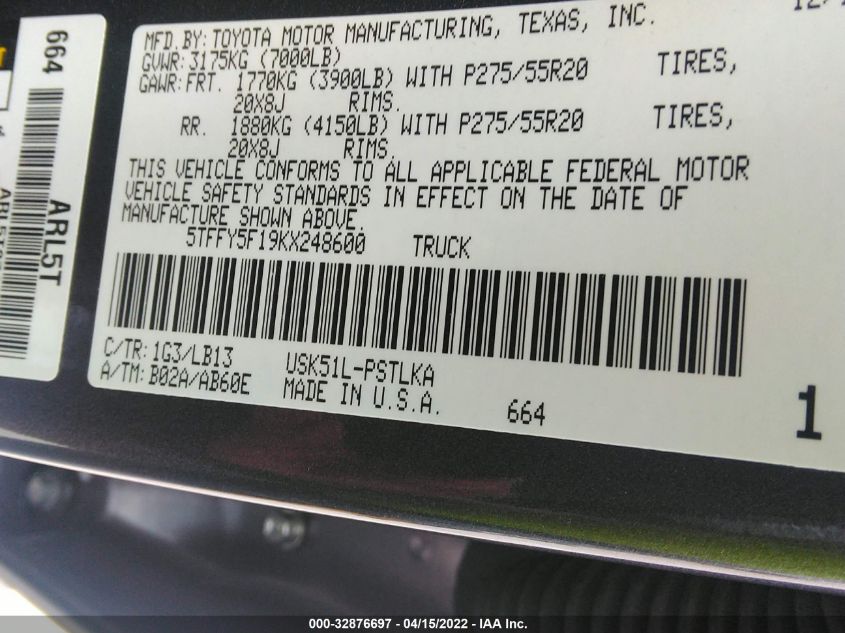 12/1
MFD.BY:TOYOTA MOTOR MANUFACTURING, TEXAS, INC.
GVWR:3175KG (7000LB)
GAWR:FRT. 1770KG (3900LB) WITH P275/55R20 TIRES,
20X8J RIMS.
RR. 1880KG (4150LB) WITH P275/55R20 TIRES,
20X8J RIMS.
THIS VEHICLE CONFORMS TO ALL APPLICABLE FEDERAL MOTOR
VEHICLE SAFETY STANDARDS IN EFFECT ON THE DATE OF
MANUFACTURE SHOWN ABOVE.
5TFFY5F19KX248600 TRUCK
C/TR:1G3/LB13 USK51L-PSTLKA
A/TM:B02A/AB60E MADE IN U.S.A. 664
1
664
ARL5T
000-32876697 - 04/15/2022 - IAA Inc.